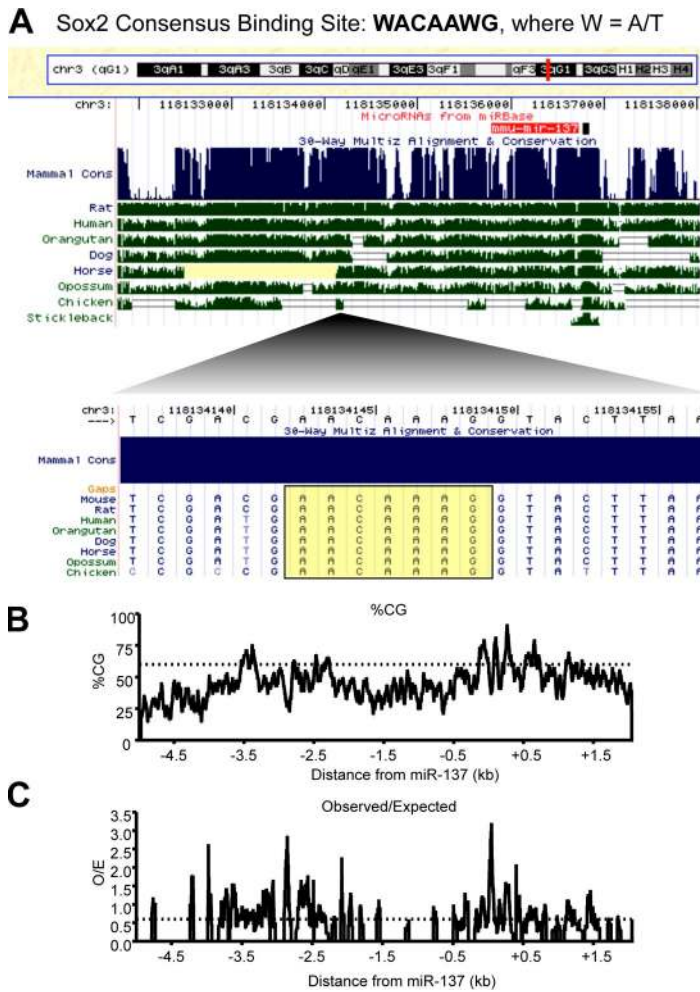 A Sox2 Consensus Binding Site: WACAAWG, where W = A/T
chr3 (qG1) 3qA1 3qA3 3qB 3qC qD qE1 3qE3 3qF1 qF3 3qG1 3qG3 H1 H2 H3 H4
chr3: 118133000 118134000 118135000 118136000 118137000 118138000
MicroRNAs from miRBase
mmu-mir-137
30-Way Multiz Alignment & Conservation
Mammal Cons
Rat
Human
Orangutan
Dog
Horse
Opossum
Chicken
Stickleback
chr3: 118134140 118134145 118134150 118134155
---> T C G A C G A A C A A A G G T A C T T A A
30-Way Multiz Alignment & Conservation
Mammal Cons
Gaps
Mouse T C G A C G A A C A A A G G T A C T T A A
Rat T C G A C G A A C A A A G G T A C T T A A
Human T C G A T G A A C A A A G G T A C T T A A
Orangutan T C G A T G A A C A A A G G T A C T T A A
Dog T C G A T G A A C A A A G G T A C T T A A
Horse T C G A T G A A C A A A G G T A C T T A A
Opossum T C G A T G A A C A A A G G T A C T T A A
Chicken C C G C C G A A C A A A G G T A T T T A A
B %CG
100
75
50
25
0
%CG
-4.5 -3.5 -2.5 -1.5 -0.5 +0.5 +1.5
Distance from miR-137 (kb)
C Observed/Expected
3.5
3.0
2.5
2.0
1.5
1.0
0.5
0.0
O/E
-4.5 -3.5 -2.5 -1.5 -0.5 +0.5 +1.5
Distance from miR-137 (kb)